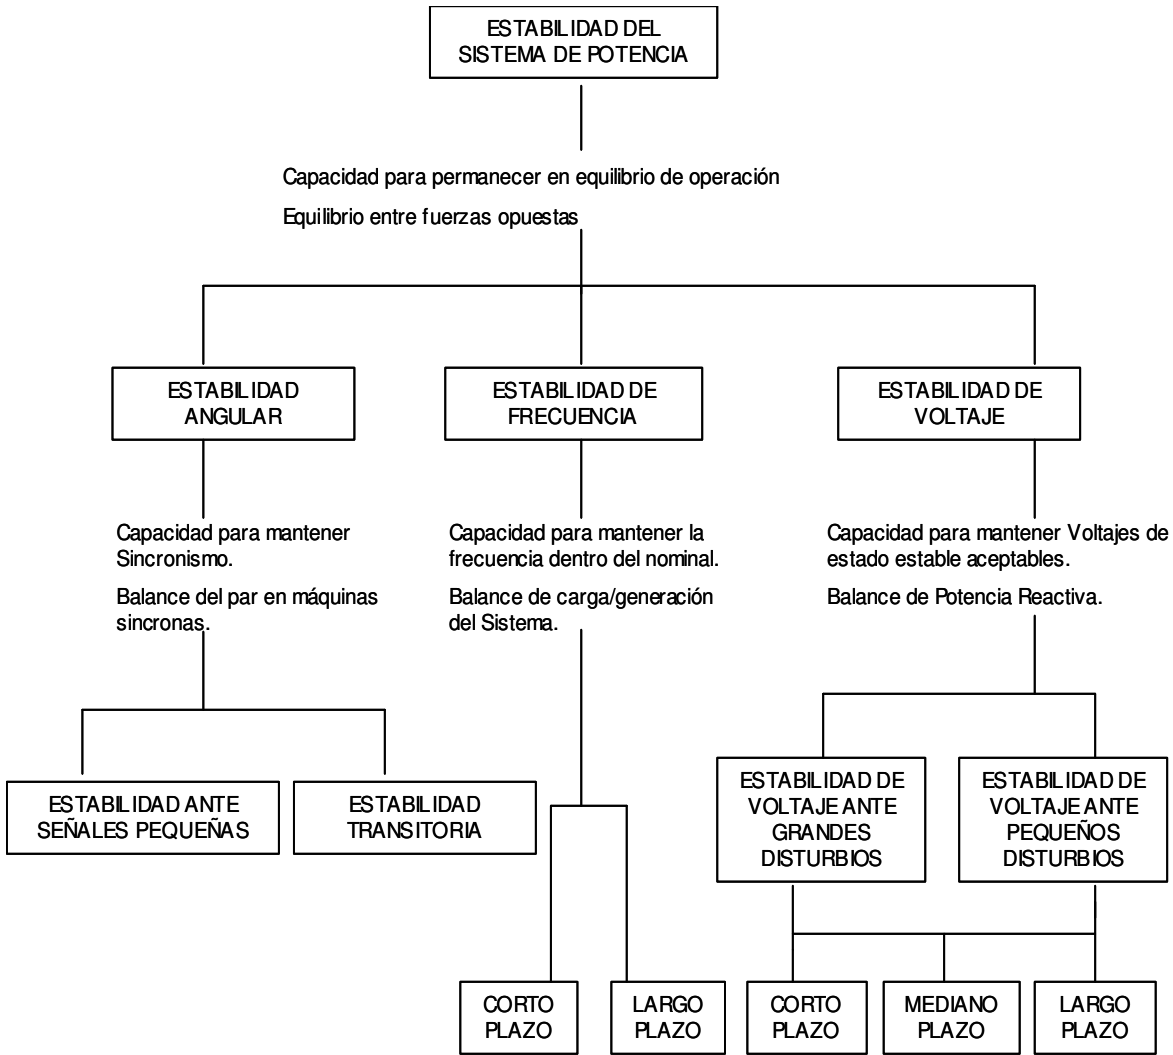 ESTABILIDAD DEL
SISTEMA DE POTENCIA
Capacidad para permanecer en equilibrio de operación
Equilibrio entre fuerzas opuestas
ESTABILIDAD
ANGULAR
ESTABILIDAD DE
FRECUENCIA
ESTABILIDAD DE
VOLTAJE
Capacidad para mantener
Sincronismo.
Balance del par en máquinas
sincronas.
Capacidad para mantener la
frecuencia dentro del nominal.
Balance de carga/generación
del Sistema.
Capacidad para mantener Voltajes de
estado estable aceptables.
Balance de Potencia Reactiva.
ESTABILIDAD ANTE
SEÑALES PEQUEÑAS
ESTABILIDAD
TRANSITORIA
ESTABILIDAD DE
VOLTAJE ANTE
GRANDES
DISTURBIOS
ESTABILIDAD DE
VOLTAJE ANTE
PEQUEÑOS
DISTURBIOS
CORTO
PLAZO
LARGO
PLAZO
CORTO
PLAZO
MEDIANO
PLAZO
LARGO
PLAZO